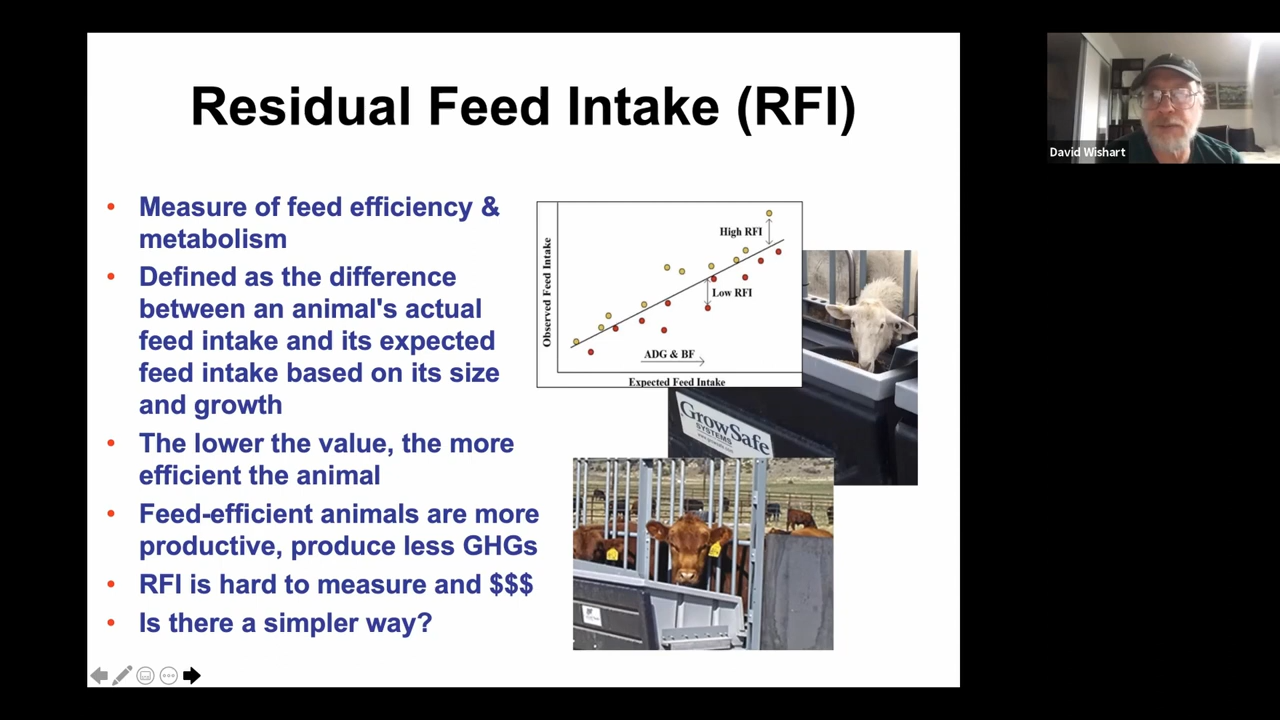 Residual Feed Intake (RFI)
• Measure of feed efficiency &
metabolism
• Defined as the difference
between an animal's actual
feed intake and its expected
feed intake based on its size
and growth
• The lower the value, the more
efficient the animal
• Feed-efficient animals are more
productive, produce less GHGs
• RFI is hard to measure and $$$
• Is there a simpler way?
Observed Feed Intake
High RFI
Low RFI
ADG & BF
Expected Feed Intake
GrowSafe
SYSTEMS
David Wishart